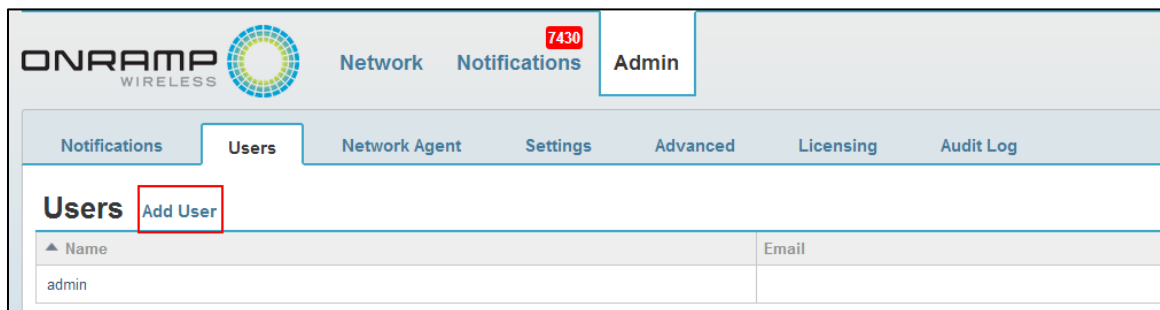 7430
ONRAMP
WIRELESS
Network Notifications Admin
Notifications Users Network Agent Settings Advanced Licensing Audit Log
Users Add User
Name Email
admin